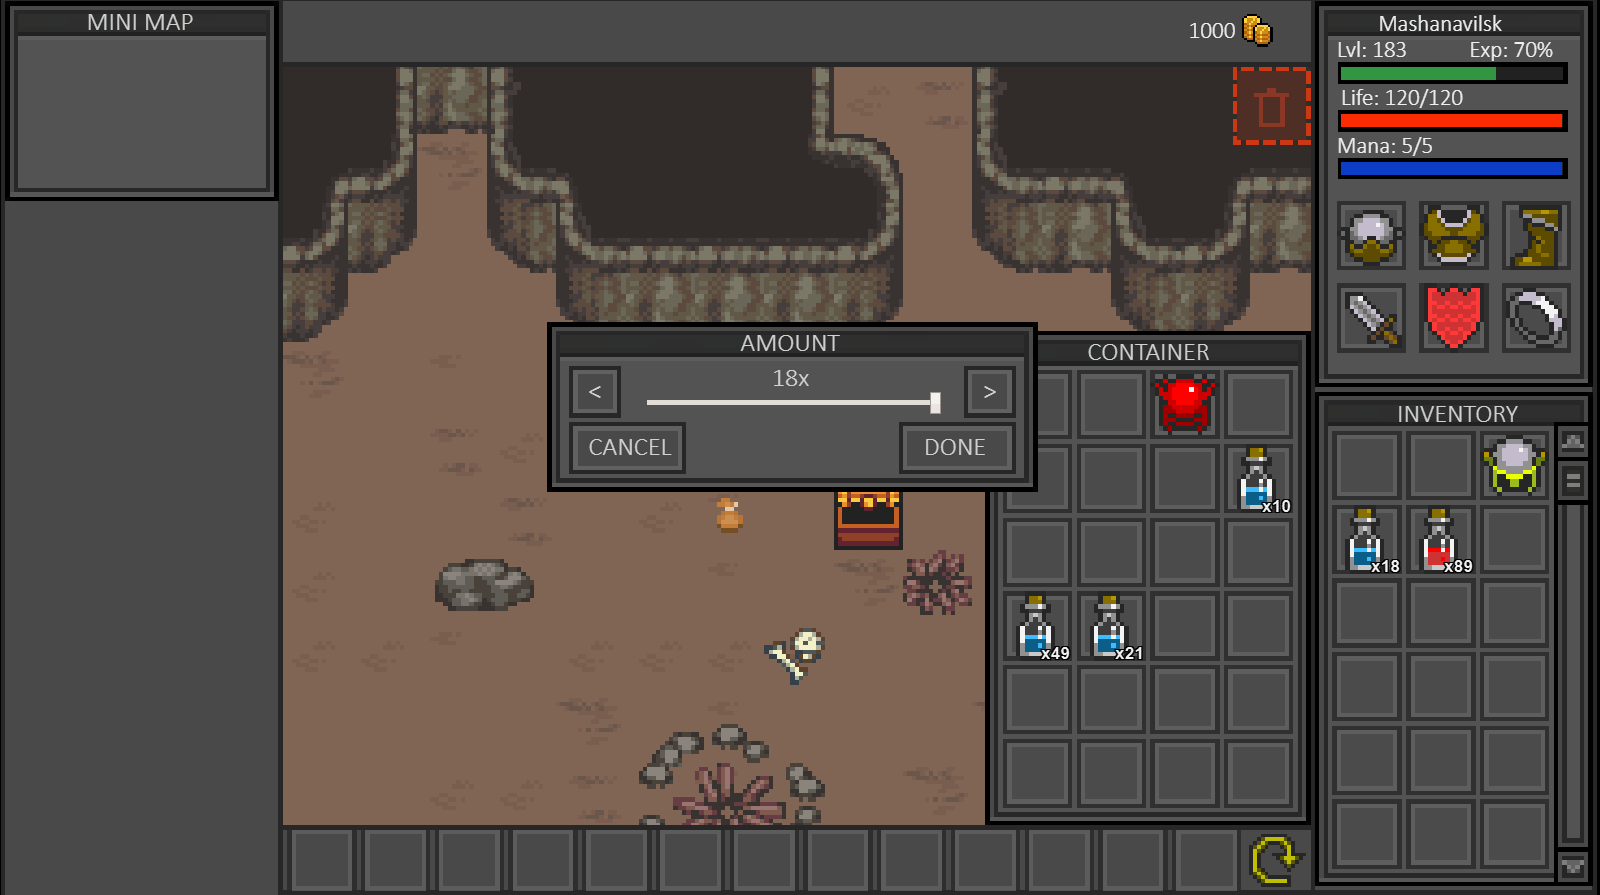 MINI MAP
1000
Mashanavilsk
Lvl: 183 Exp: 70%
Life: 120/120
Mana: 5/5
AMOUNT
18x
< >
CANCEL DONE
CONTAINER
x10
x49 x21
INVENTORY
x18 x89